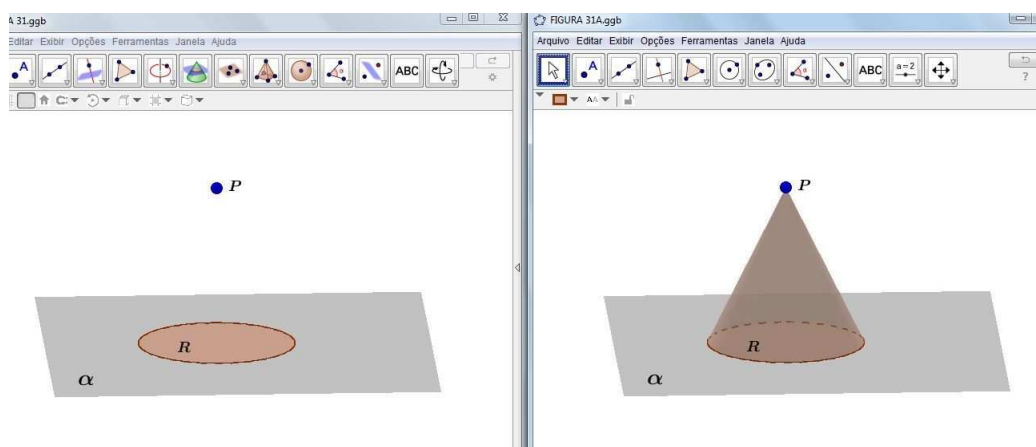 A 31.ggb
Editar Exibir Opções Ferramentas Janela Ajuda
A
ABC
P
R
α
FIGURA 31A.ggb
Arquivo Editar Exibir Opções Ferramentas Janela Ajuda
A
ABC
a=2
?
AA
P
R
α